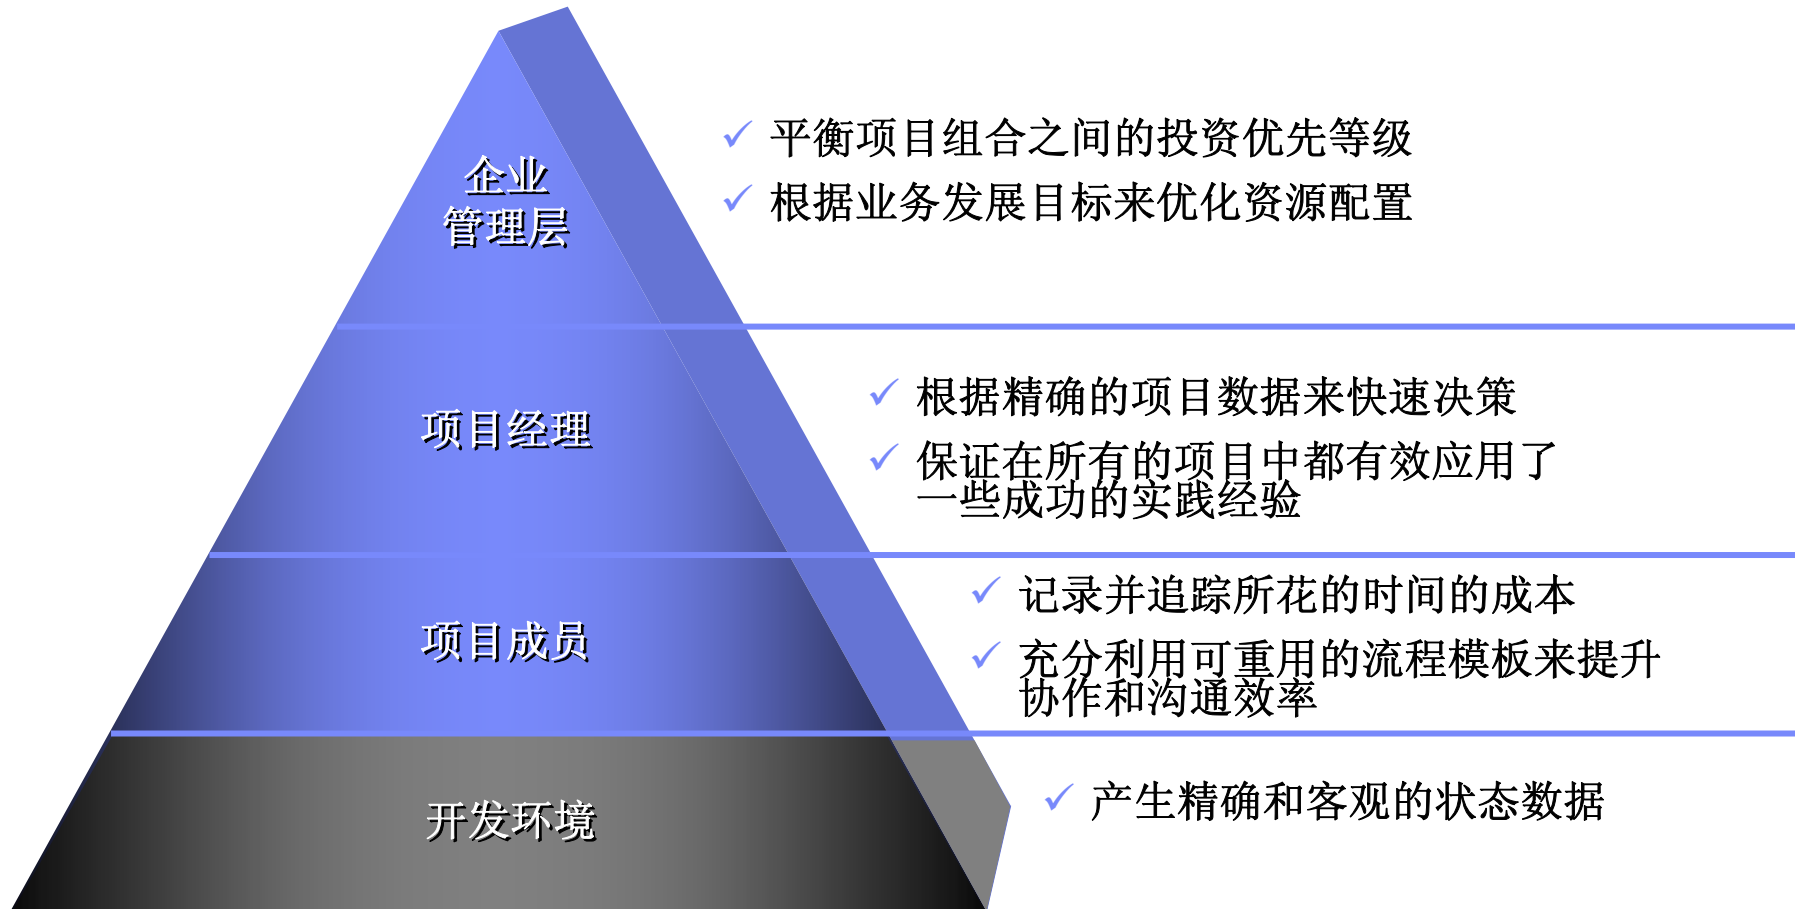 企业
管理层
平衡项目组合之间的投资优先等级
根据业务发展目标来优化资源配置
项目经理
根据精确的项目数据来快速决策
保证在所有的项目中都有效应用了
一些成功的实践经验
项目成员
记录并追踪所花的时间的成本
充分利用可重用的流程模板来提升
协作和沟通效率
开发环境
产生精确和客观的状态数据